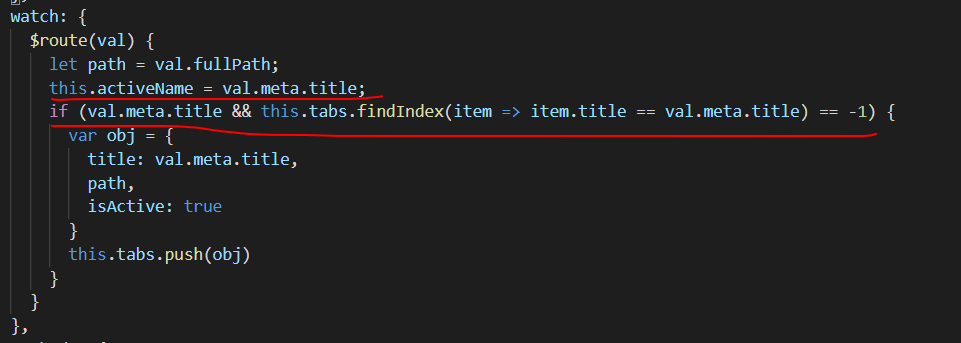 watch: {
$route(val) {
let path = val.fullPath;
this.activeName = val.meta.title;
if (val.meta.title && this.tabs.findIndex(item => item.title == val.meta.title) == -1) {
var obj = {
title: val.meta.title,
path,
isActive: true
}
this.tabs.push(obj)
}
}
},